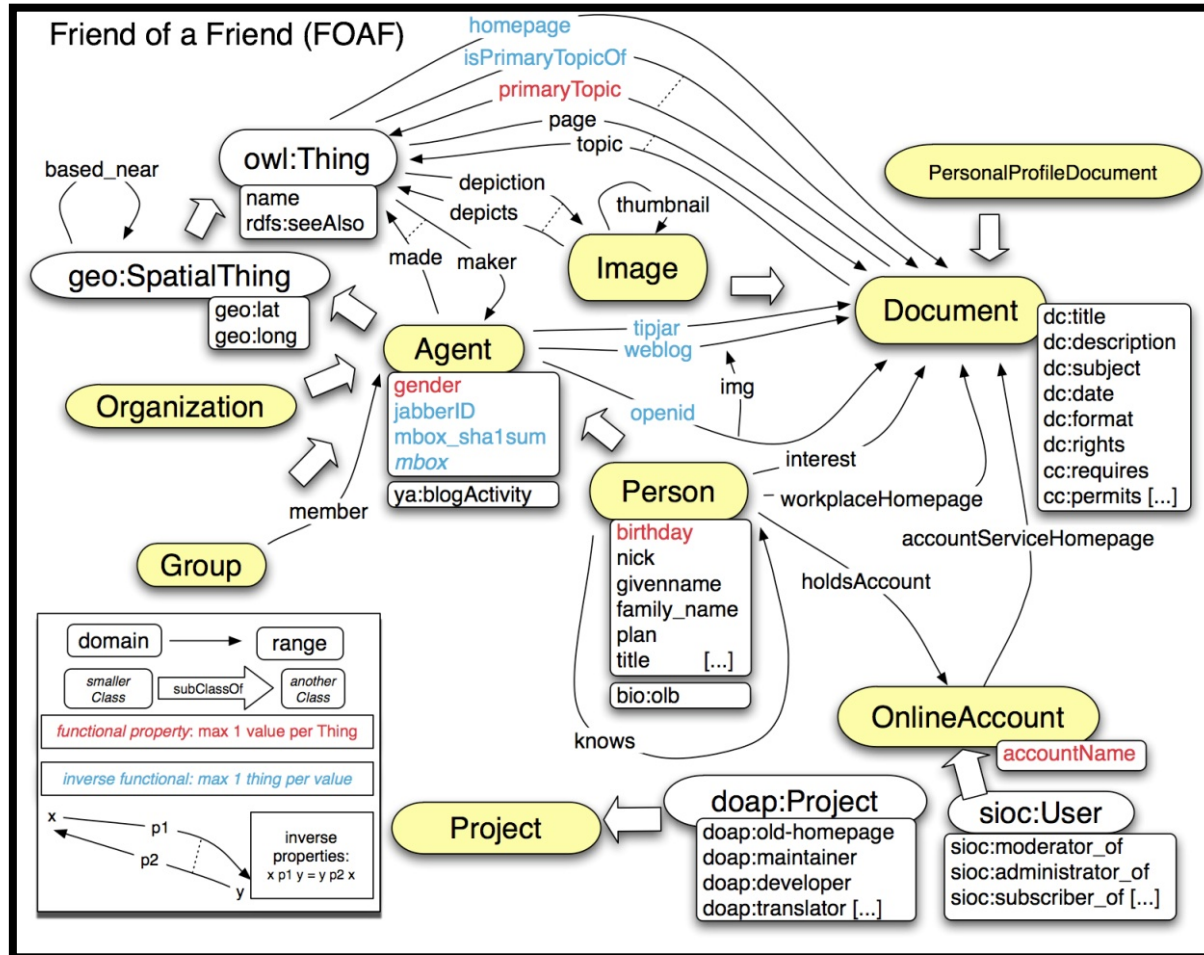 Friend of a Friend (FOAF)
homepage
isPrimaryTopicOf
primaryTopic
page
topic
owl:Thing
name
rdfs:seeAlso
based_near
depiction
depicts
thumbnail
PersonalProfileDocument
made
maker
geo:SpatialThing
geo:lat
geo:long
Image
Document
dc:title
dc:description
dc:subject
dc:date
dc:format
dc:rights
cc:requires
cc:permits [...]
Agent
gender
jabberID
mbox_sha1sum
mbox
ya:blogActivity
tipjar
weblog
img
openid
Organization
member
Group
interest
workplaceHomepage
Person
birthday
nick
givenname
family_name
plan
title [...]
bio:olb
holdsAccount
accountServiceHomepage
knows
OnlineAccount
accountName
sioc:User
sioc:moderator_of
sioc:administrator_of
sioc:subscriber_of [...]
Project
doap:Project
doap:old-homepage
doap:maintainer
doap:developer
doap:translator [...]
domain
range
smaller
Class
subClassOf
another
Class
functional property: max 1 value per Thing
inverse functional: max 1 thing per value
x
p1
p2
y
inverse
properties:
x p1 y = y p2 x